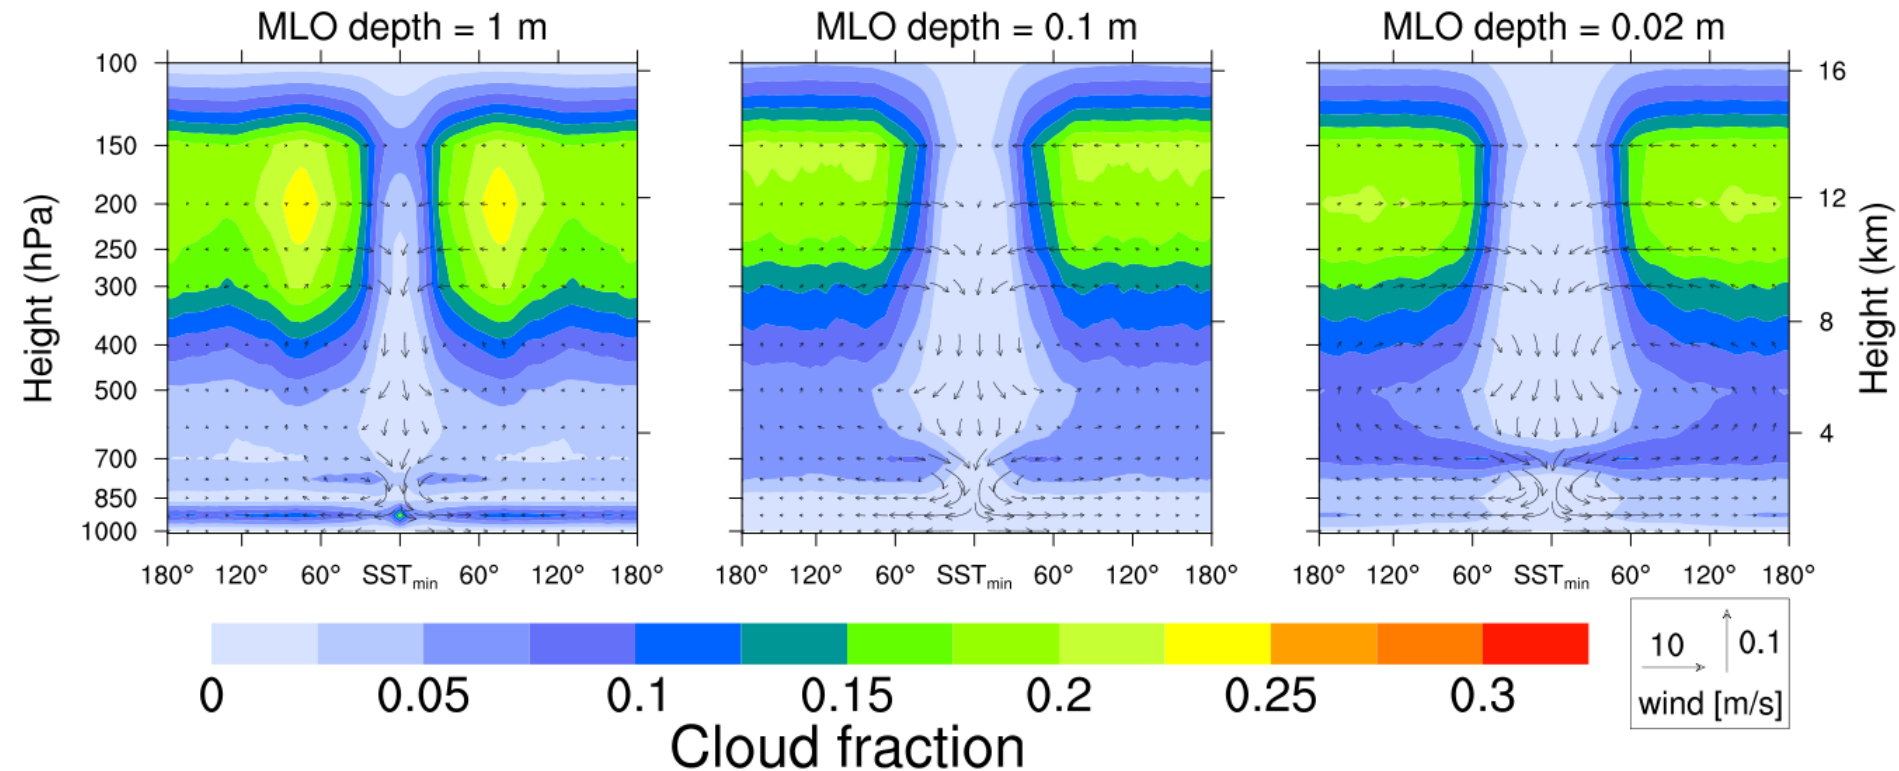 MLO depth = 1 m
MLO depth = 0.1 m
MLO depth = 0.02 m
Height (hPa)
100
150
200
250
300
400
500
700
850
1000
16
12
8
4
Height (km)
180° 120° 60° SSTmin 60° 120° 180°
180° 120° 60° SSTmin 60° 120° 180°
180° 120° 60° SSTmin 60° 120° 180°
0 0.05 0.1 0.15 0.2 0.25 0.3
Cloud fraction
10 0.1
wind [m/s]